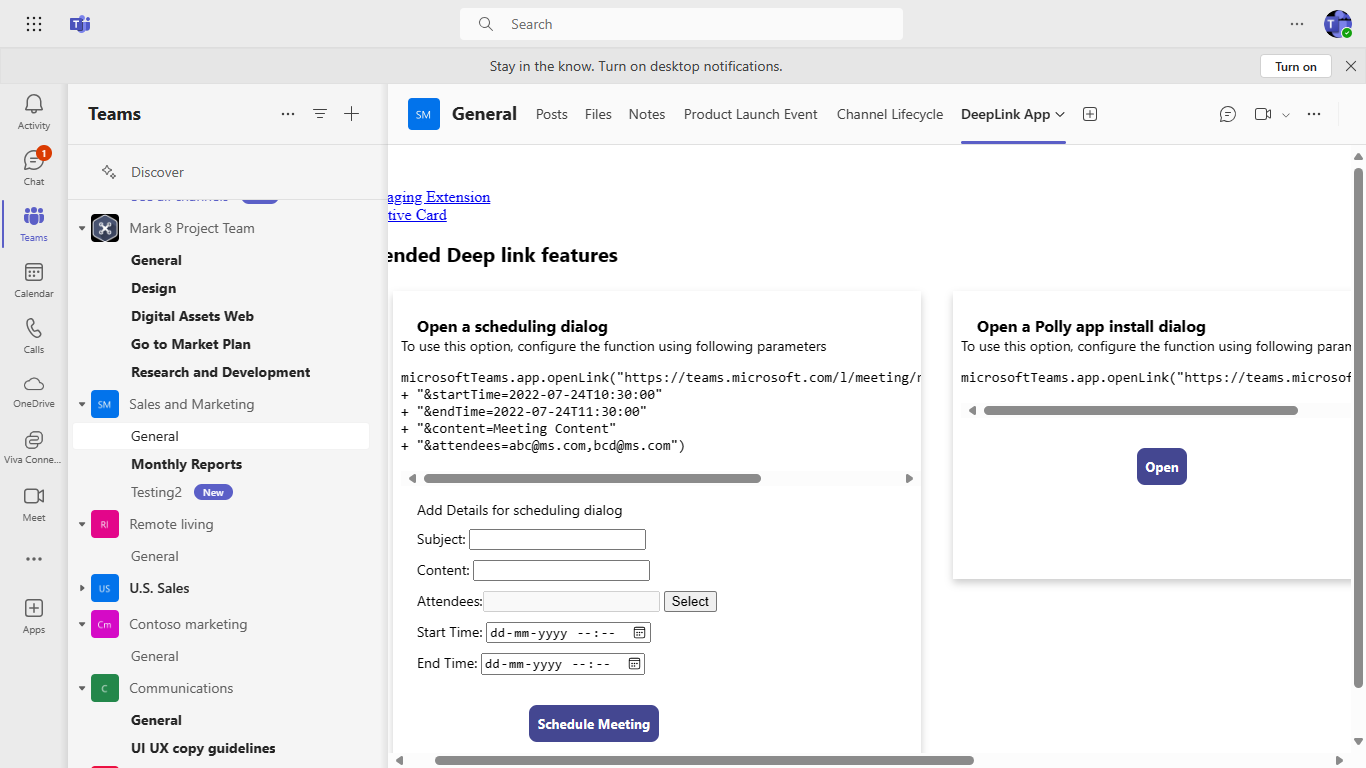 Search
Stay in the know. Turn on desktop notifications.
Turn on
Activity
Chat
1
Teams
Calendar
Calls
OneDrive
Viva Conne...
Meet
Apps
Teams
Discover
Mark 8 Project Team
General
Design
Digital Assets Web
Go to Market Plan
Research and Development
SM
Sales and Marketing
General
Monthly Reports
Testing2 New
Rl
Remote living
General
US
U.S. Sales
Cm
Contoso marketing
General
C
Communications
General
UI UX copy guidelines
SM
General
Posts
Files
Notes
Product Launch Event
Channel Lifecycle
DeepLink App
aging Extension
tive Card
ended Deep link features
Open a scheduling dialog
To use this option, configure the function using following parameters
microsoftTeams.app.openLink("https://teams.microsoft.com/l/meeting/n
+ "&startTime=2022-07-24T10:30:00"
+ "&endTime=2022-07-24T11:30:00"
+ "&content=Meeting Content"
+ "&attendees=abc@ms.com,bcd@ms.com")
Add Details for scheduling dialog
Subject:
Content:
Attendees:
Select
Start Time: dd-mm-yyyy --:--
End Time: dd-mm-yyyy --:--
Schedule Meeting
Open a Polly app install dialog
To use this option, configure the function using following param
microsoftTeams.app.openLink("https://teams.microsof
Open